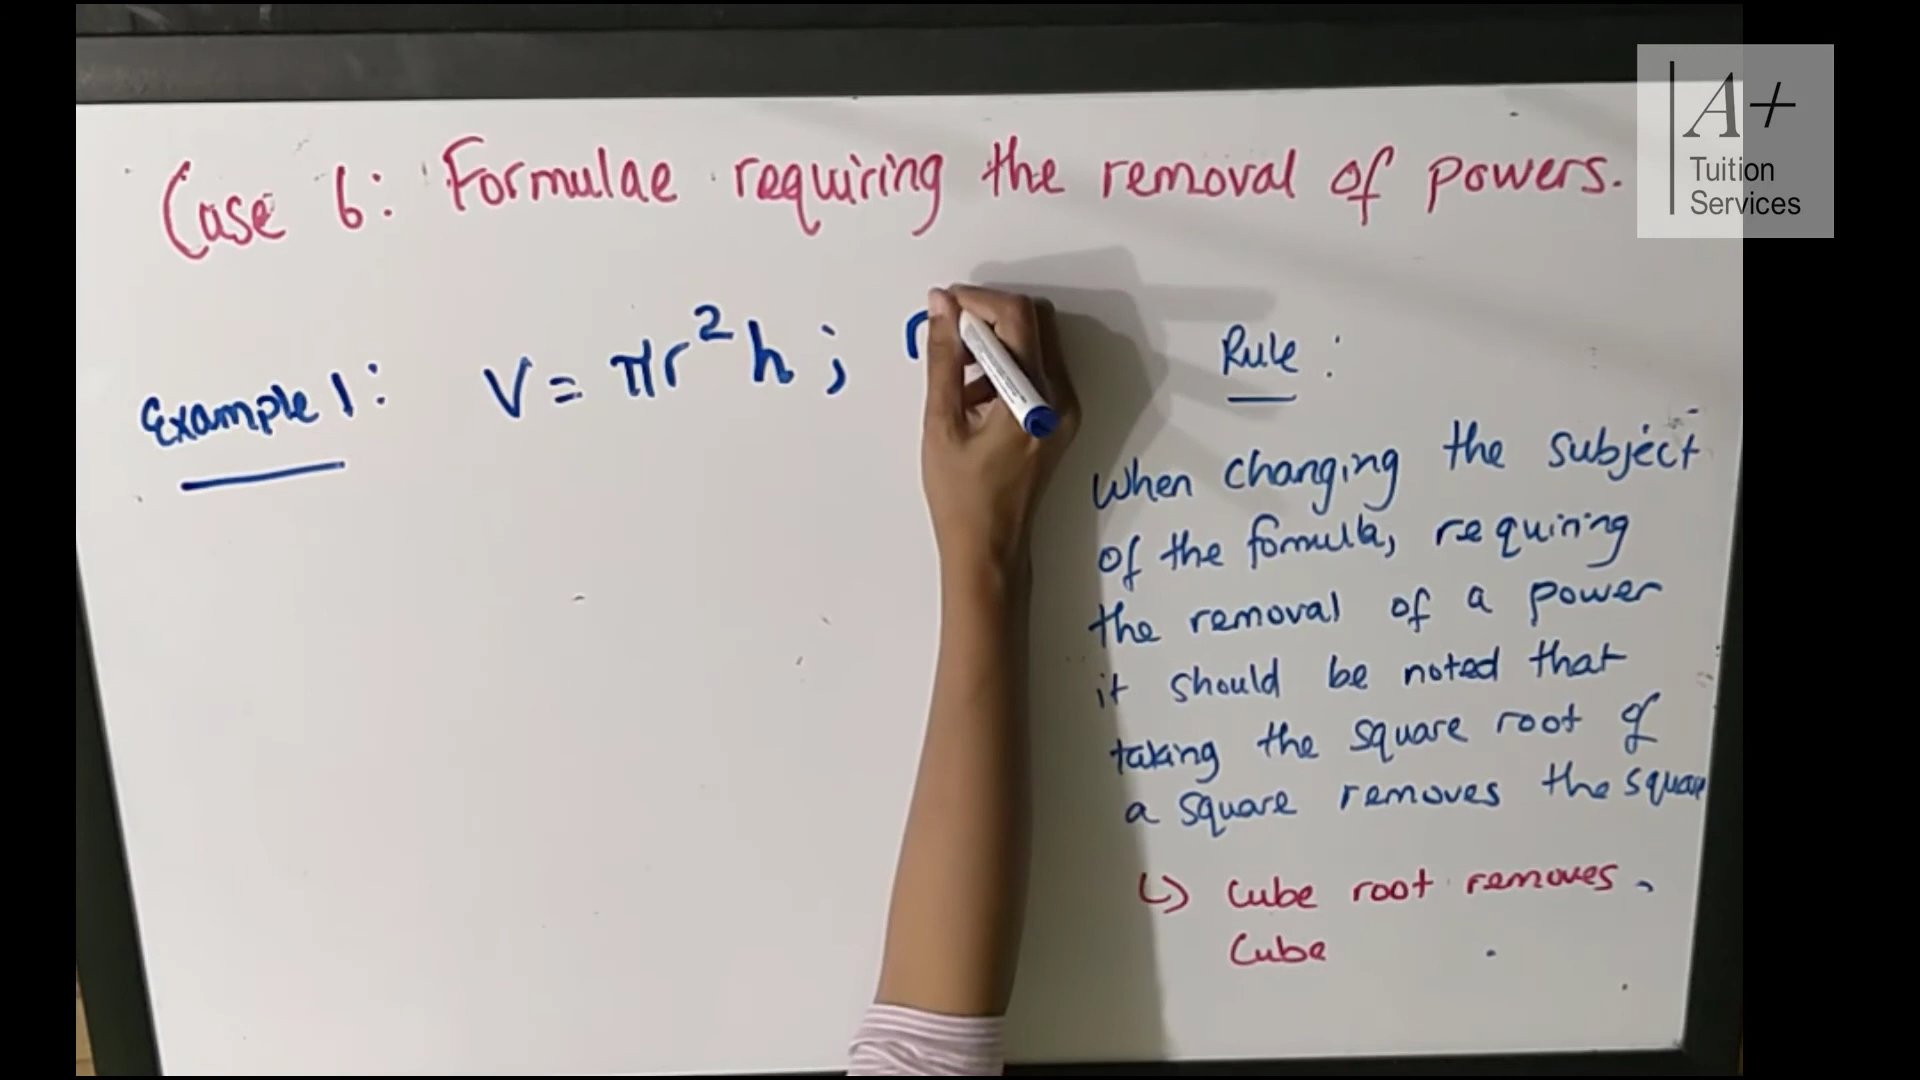 A+
Tuition
Services
Case 6: Formulae requiring the removal of powers.
Example 1: V = πr²h ; r
Rule :
When changing the subject
of the formula, requiring
the removal of a power
it should be noted that
taking the square root of
a square removes the square
↳ Cube root removes
Cube